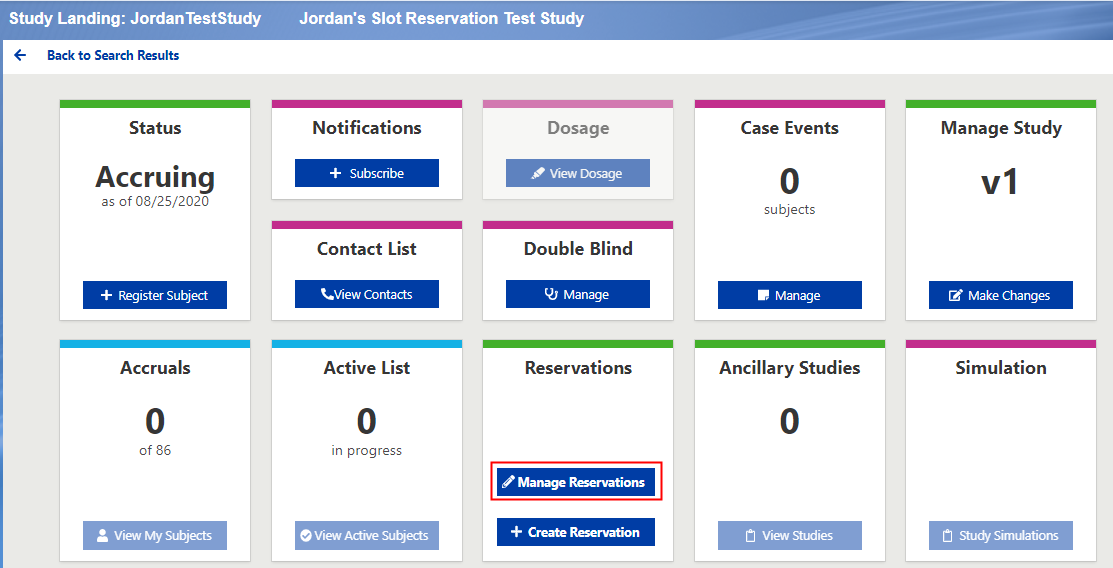 Study Landing: JordanTestStudy Jordan's Slot Reservation Test Study
Back to Search Results
Status
Accruing
as of 08/25/2020
Register Subject
Notifications
Subscribe
Dosage
View Dosage
Case Events
0
subjects
Manage
Manage Study
v1
Make Changes
Contact List
View Contacts
Double Blind
Manage
Accruals
0
of 86
View My Subjects
Active List
0
in progress
View Active Subjects
Reservations
Manage Reservations
Create Reservation
Ancillary Studies
0
View Studies
Simulation
Study Simulations